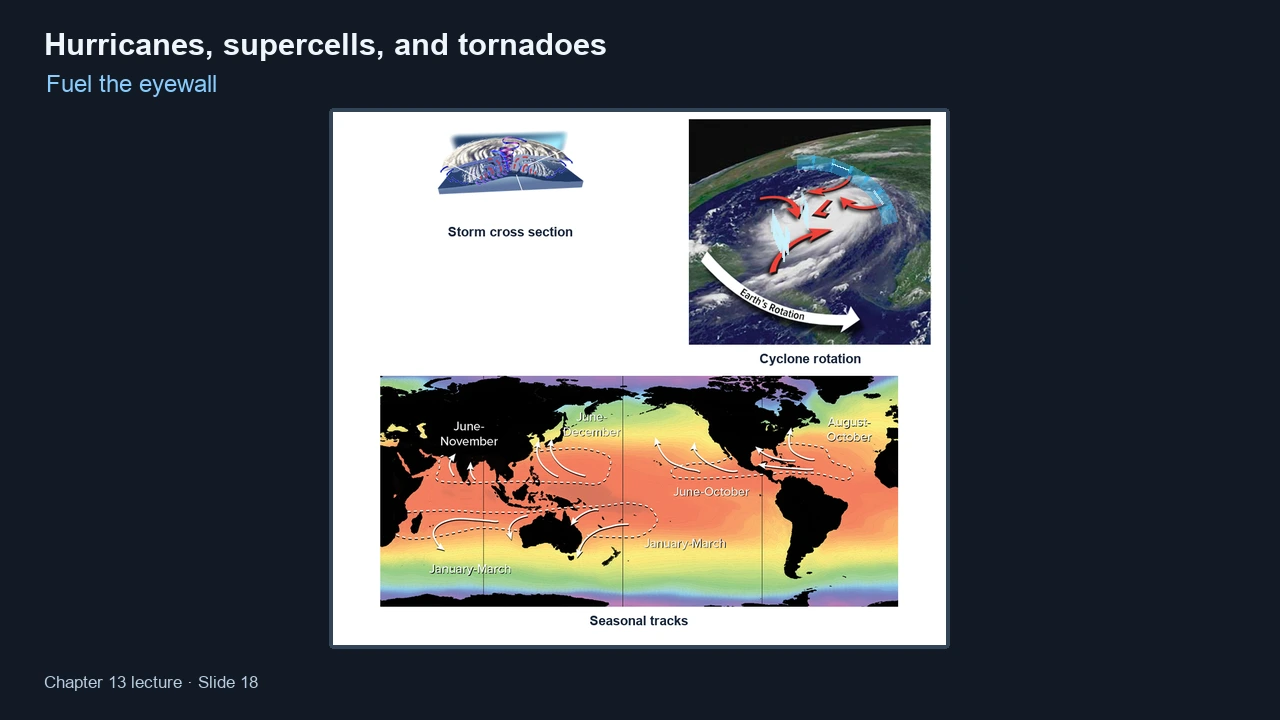 Hurricanes, supercells, and tornadoes
Fuel the eyewall
Storm cross section
L
Earth's Rotation
Cyclone rotation
June-
November
June-
December
August-
October
June-October
January-March
January-March
Seasonal tracks
Chapter 13 lecture · Slide 18